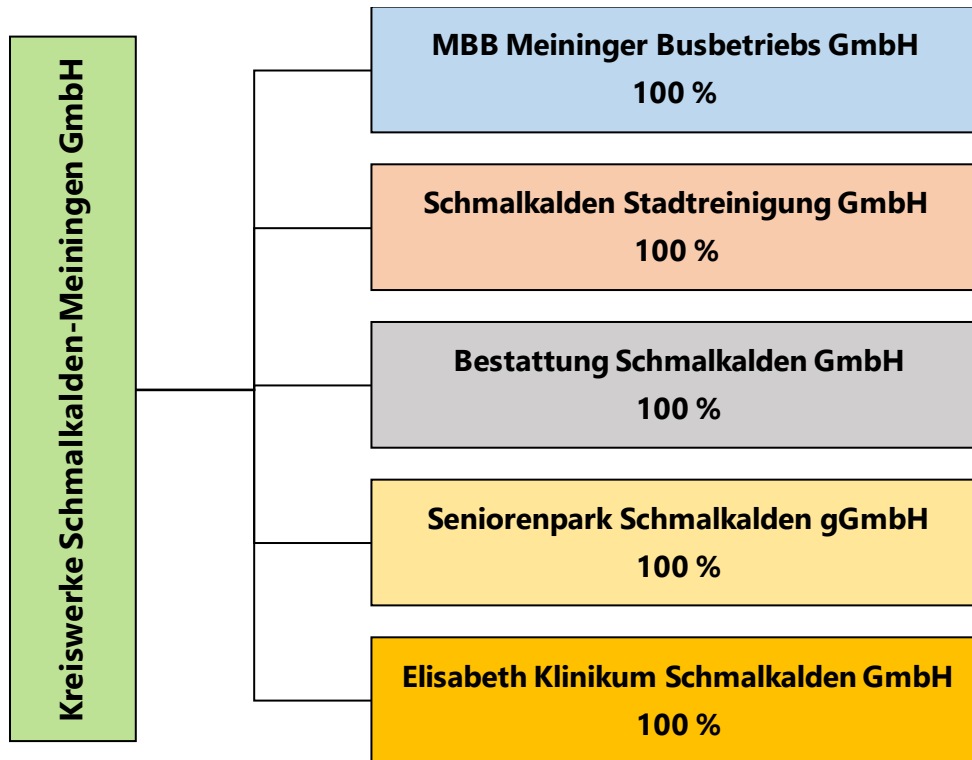 Kreiswerke Schmalkalden-Meiningen GmbH
MBB Meininger Busbetriebs GmbH
100 %
Schmalkalden Stadtreinigung GmbH
100 %
Bestattung Schmalkalden GmbH
100 %
Seniorenpark Schmalkalden gGmbH
100 %
Elisabeth Klinikum Schmalkalden GmbH
100 %